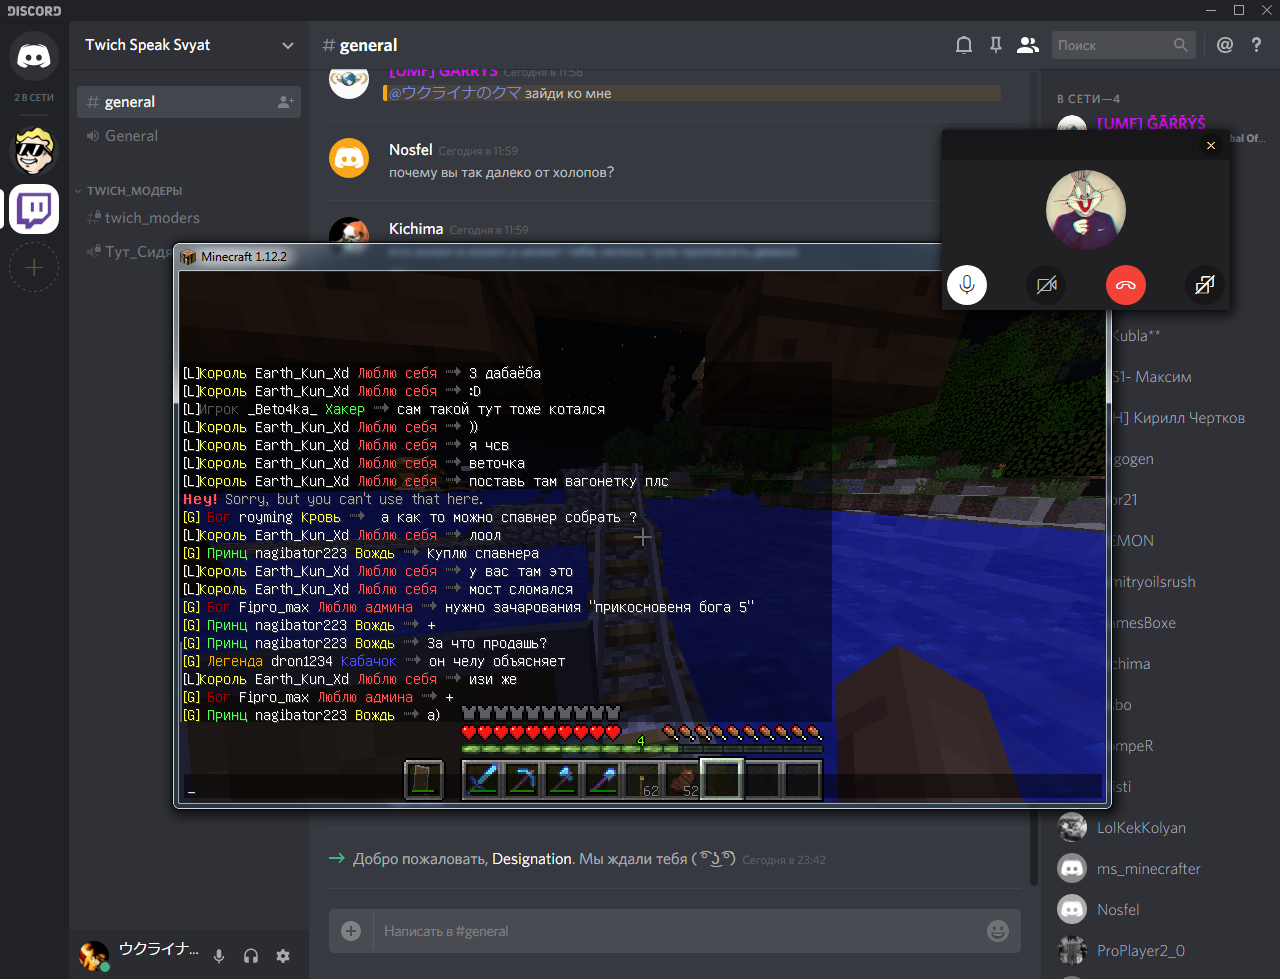 DISCORD
2 В СЕТИ
Twich Speak Svyat
general
General
TWICH_МОДЕРЫ
twich_moders
Тут_Сидя
ウクライナ...
# general
Поиск
@
?
[UMF] GARRYS Сегодня в 11:58
@ウクライナのクマ зайди ко мне
Nosfel Сегодня в 11:59
почему вы так далеко от холопов?
Kichima Сегодня в 11:59
Minecraft 1.12.2
[L]Король Earth_Kun_Xd Люблю себя ➟ 3 дабаёба
[L]Король Earth_Kun_Xd Люблю себя ➟ :D
[L]Игрок _Beto4ka_ Хакер ➟ сам такой тут тоже котался
[L]Король Earth_Kun_Xd Люблю себя ➟ ))
[L]Король Earth_Kun_Xd Люблю себя ➟ я чсв
[L]Король Earth_Kun_Xd Люблю себя ➟ веточка
[L]Король Earth_Kun_Xd Люблю себя ➟ поставь там вагонетку плс
Hey! Sorry, but you can't use that here.
[G] Бог royming Кровь ➟ а как то можно спавнер собрать ?
[L]Король Earth_Kun_Xd Люблю себя ➟ лоол
[G] Принц nagibator223 Вождь ➟ Куплю спавнера
[L]Король Earth_Kun_Xd Люблю себя ➟ у вас там это
[L]Король Earth_Kun_Xd Люблю себя ➟ мост сломался
[G] Бог Fipro_max Люблю админа ➟ нужно зачарования "прикосновеня бога 5"
[G] Принц nagibator223 Вождь ➟ +
[G] Принц nagibator223 Вождь ➟ За что продашь?
[G] Легенда dron1234 Кабачок ➟ он челу объясняет
[L]Король Earth_Kun_Xd Люблю себя ➟ изи же
[G] Бог Fipro_max Люблю админа ➟ +
[G] Принц nagibator223 Вождь ➟ а)
4
62
52
_
Добро пожаловать, Designation. Мы ждали тебя ( ͡° ͜ʖ ͡°) Сегодня в 23:42
Написать в #general
В СЕТИ—4
[UMF] ĞĀŘŘÝŠ
bal Of...
Kubla**
S1- Максим
H] Кирилл Чертков
gogen
or21
EMON
mitryoilsrush
amesBoxe
chima
bo
ompeR
isti
LolKekKolyan
ms_minecrafter
Nosfel
ProPlayer2_0